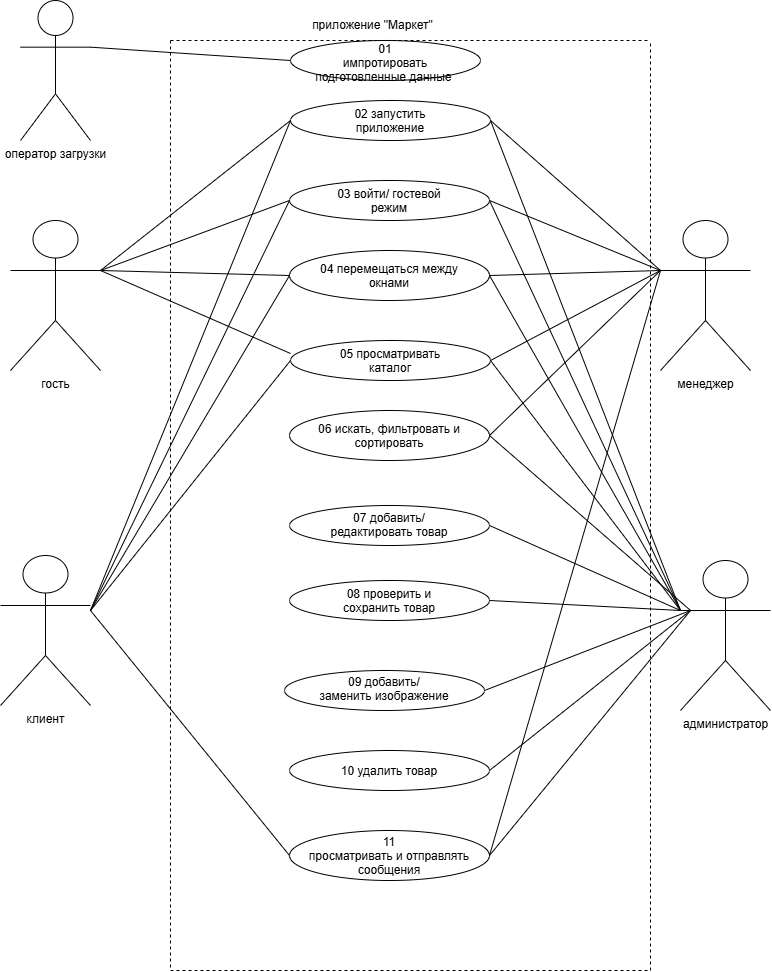 приложение "Маркет"
01
импротировать
подготовленные данные
02 запустить
приложение
оператор загрузки
03 войти/ гостевой
режим
04 перемещаться между
окнами
05 просматривать
каталог
гость
менеджер
06 искать, фильтровать и
сортировать
07 добавить/
редактировать товар
08 проверить и
сохранить товар
09 добавить/
заменить изображение
клиент
администратор
10 удалить товар
11
просматривать и отправлять
сообщения